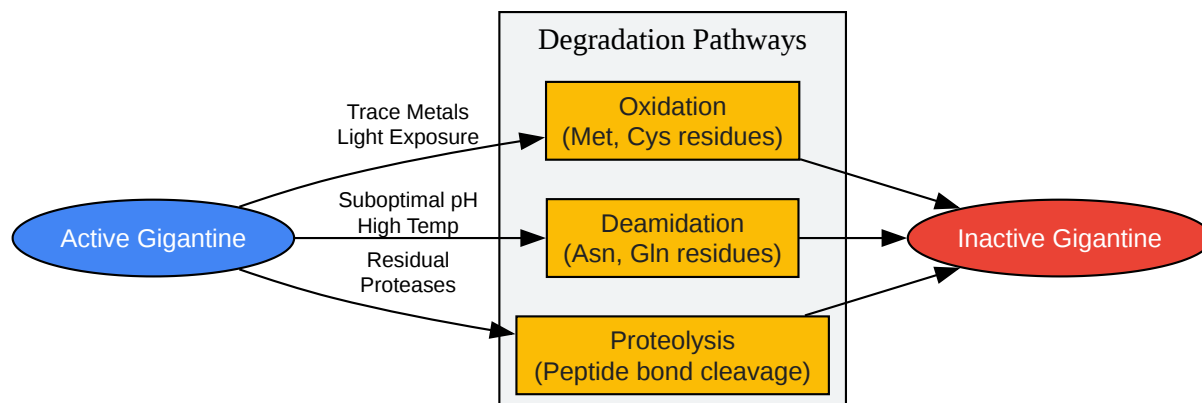 Degradation Pathways
Trace Metals
Light Exposure
Oxidation
(Met, Cys residues)
Active Gigantine
Suboptimal pH
High Temp
Deamidation
(Asn, Gln residues)
Inactive Gigantine
Residual
Proteases
Proteolysis
(Peptide bond cleavage)